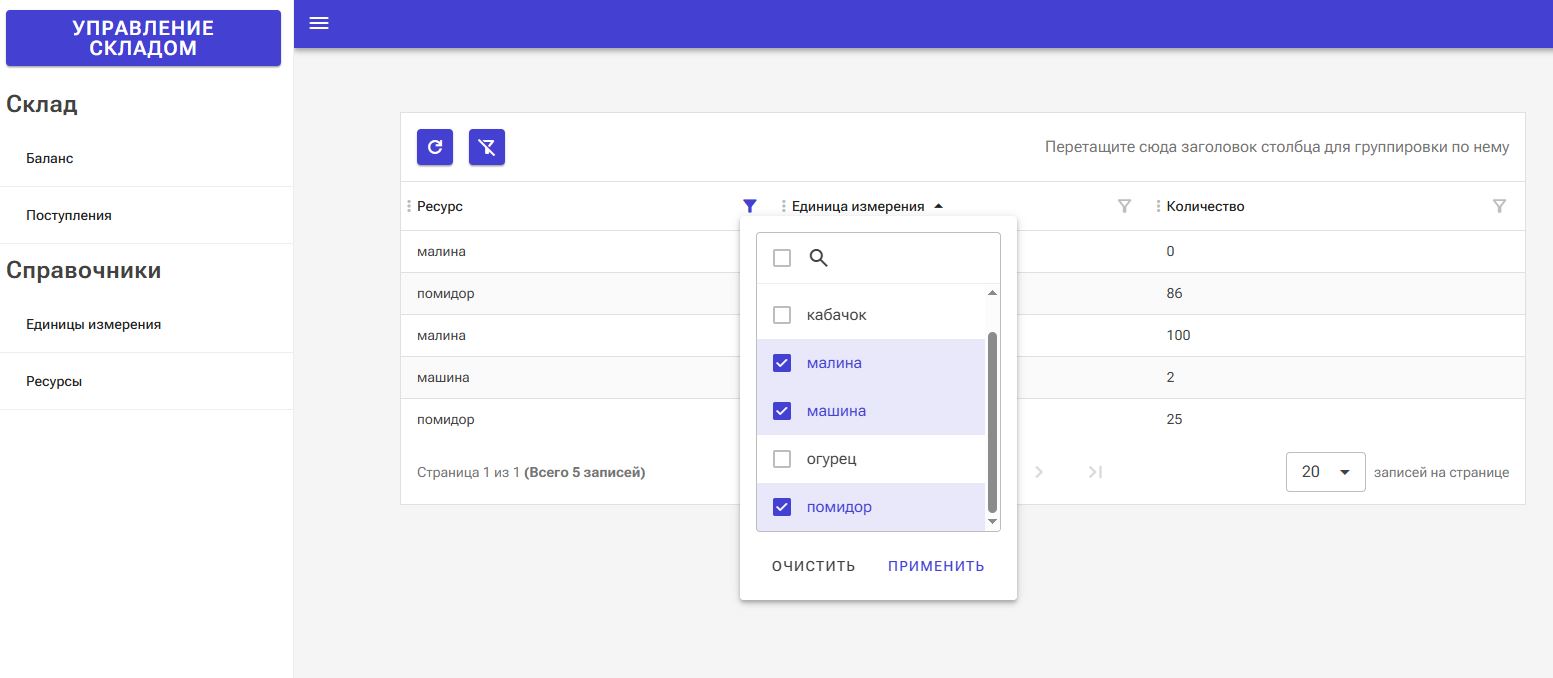 УПРАВЛЕНИЕ
СКЛАДОМ
Склад
Баланс
Поступления
Справочники
Единицы измерения
Ресурсы
Перетащите сюда заголовок столбца для группировки по нему
Ресурс Единица измерения Количество
малина 0
помидор 86
малина 100
машина 2
помидор 25
Страница 1 из 1 (Всего 5 записей) 20 записей на странице
кабачок
малина
машина
огурец
помидор
ОЧИСТИТЬ ПРИМЕНИТЬ